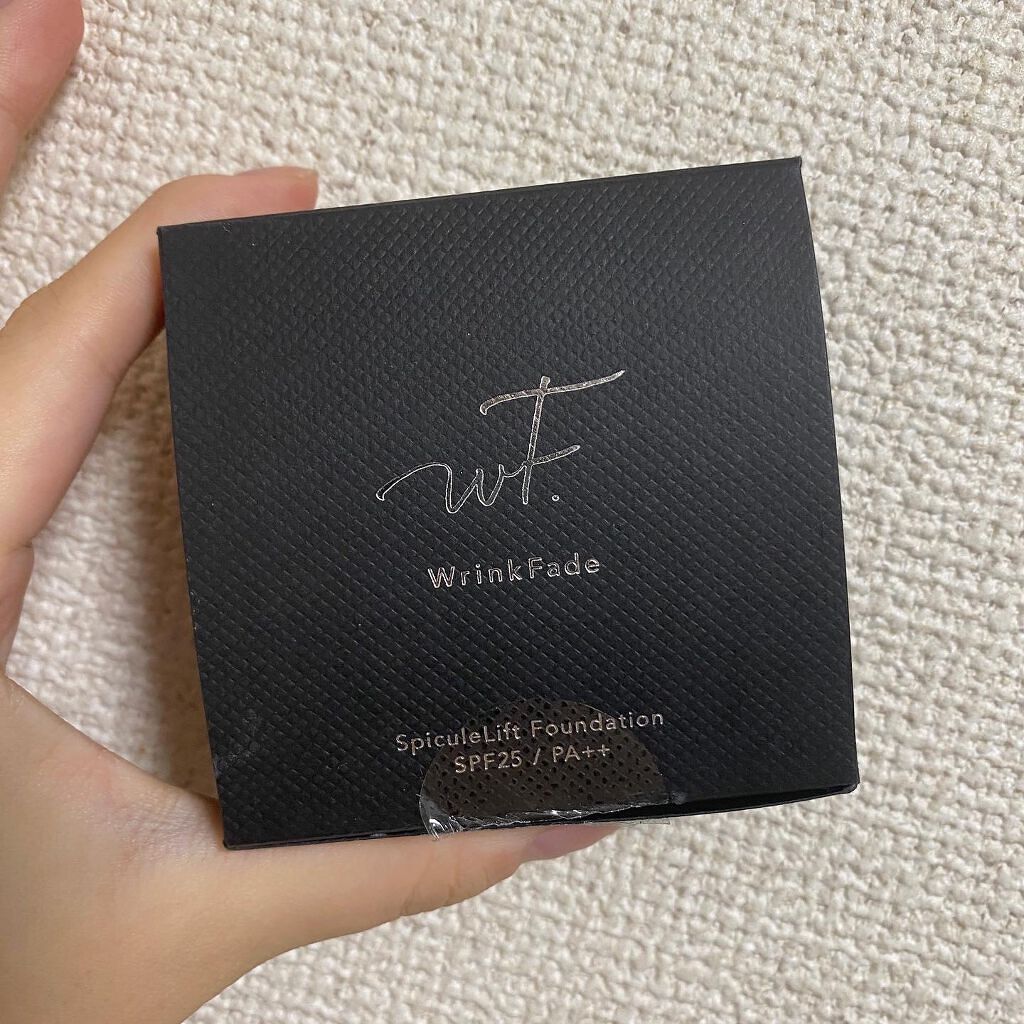 WF.
WrinkFade
SpiculeLift Foundation
SPF25 / PA++